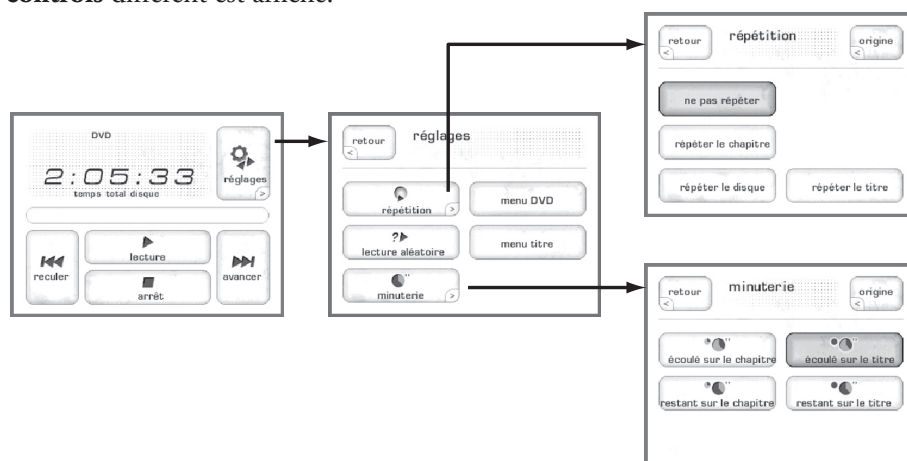 controls différent est affiché.
retour
répétition
origine
ne pas répéter
répéter le chapitre
répéter le disque
répéter le titre
DVD
2:05:33
temps total disque
réglages
reculer
lecture
arrêt
avancer
retour
réglages
répétition
menu DVD
?
lecture aléatoire
menu titre
minuterie
retour
minuterie
origine
écoulé sur le chapitre
écoulé sur le titre
restant sur le chapitre
restant sur le titre